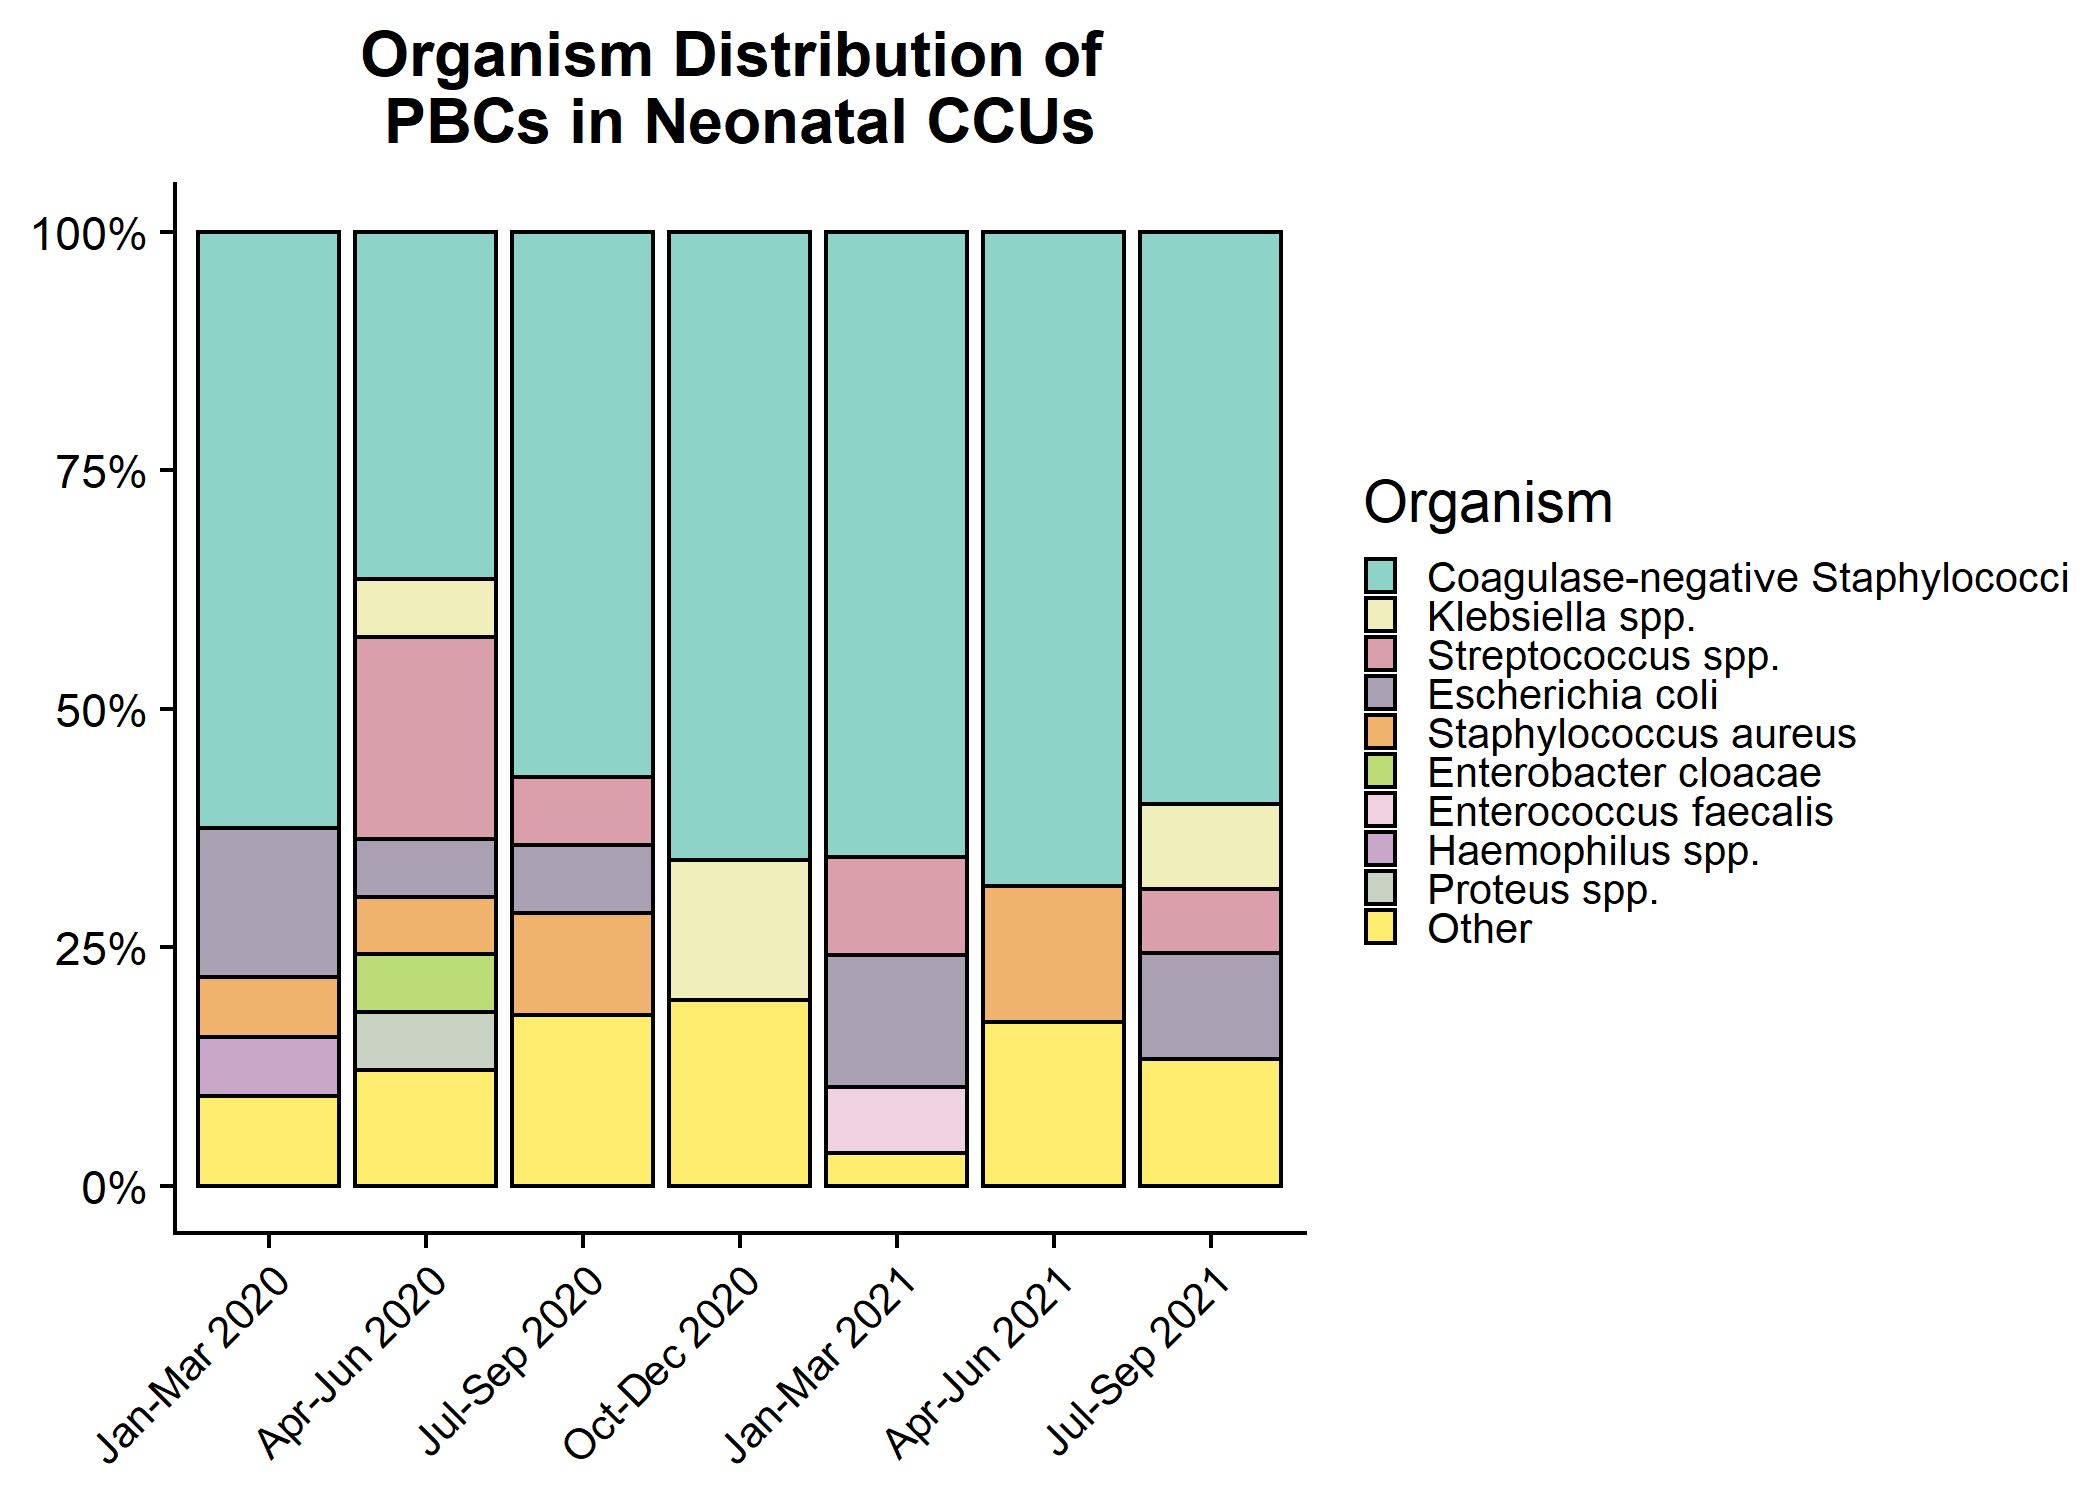 Organism Distribution of
PBCs in Neonatal CCUs
100%
75%
50%
25%
0%
Jan-Mar 2020
Apr-Jun 2020
Jul-Sep 2020
Oct-Dec 2020
Jan-Mar 2021
Apr-Jun 2021
Jul-Sep 2021
Organism
Coagulase-negative Staphylococci
Klebsiella spp.
Streptococcus spp.
Escherichia coli
Staphylococcus aureus
Enterobacter cloacae
Enterococcus faecalis
Haemophilus spp.
Proteus spp.
Other